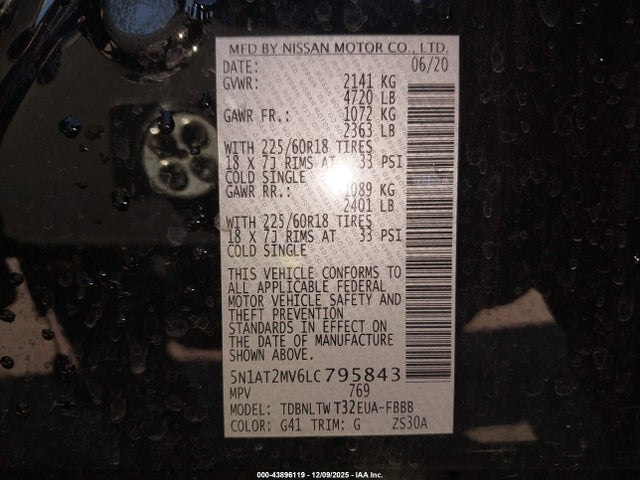 MFD BY NISSAN MOTOR CO., LTD.
DATE: 06/20
GVWR: 2141 KG
4720 LB
GAWR FR.: 1072 KG
2363 LB
WITH 225/60R18 TIRES
18 X 7J RIMS AT 33 PSI
COLD SINGLE
GAWR RR.: 1089 KG
2401 LB
WITH 225/60R18 TIRES
18 X 7J RIMS AT 33 PSI
COLD SINGLE
THIS VEHICLE CONFORMS TO
ALL APPLICABLE FEDERAL
MOTOR VEHICLE SAFETY AND
THEFT PREVENTION
STANDARDS IN EFFECT ON
THE DATE OF MANUFACTURE
SHOWN ABOVE.
5N1AT2MV6LC795843
MPV 769
MODEL: TDBNLTW T32EUA-FBBB
COLOR: G41 TRIM: G ZS30A
000-43896119 | 12/09/2025 - IAA Inc.